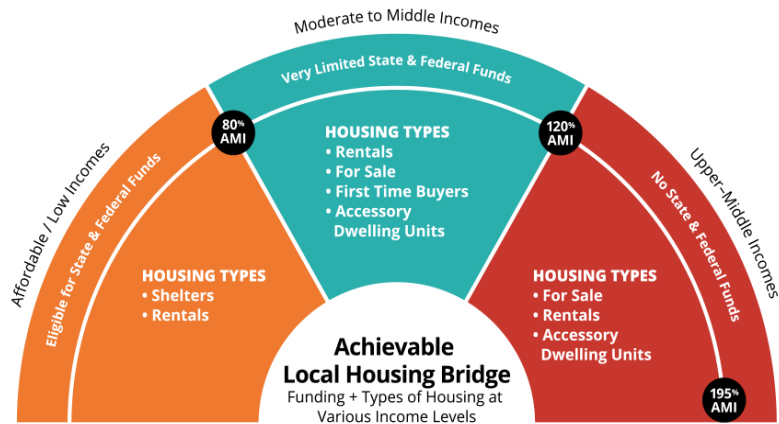 Moderate to Middle Incomes
Very Limited State & Federal Funds
80%
AMI
120%
AMI
HOUSING TYPES
• Rentals
• For Sale
• First Time Buyers
• Accessory
Dwelling Units
Affordable / Low Incomes
Eligible for State & Federal Funds
HOUSING TYPES
• Shelters
• Rentals
Upper–Middle Incomes
No State & Federal Funds
HOUSING TYPES
• For Sale
• Rentals
• Accessory
Dwelling Units
195%
AMI
Achievable
Local Housing Bridge
Funding + Types of Housing at
Various Income Levels